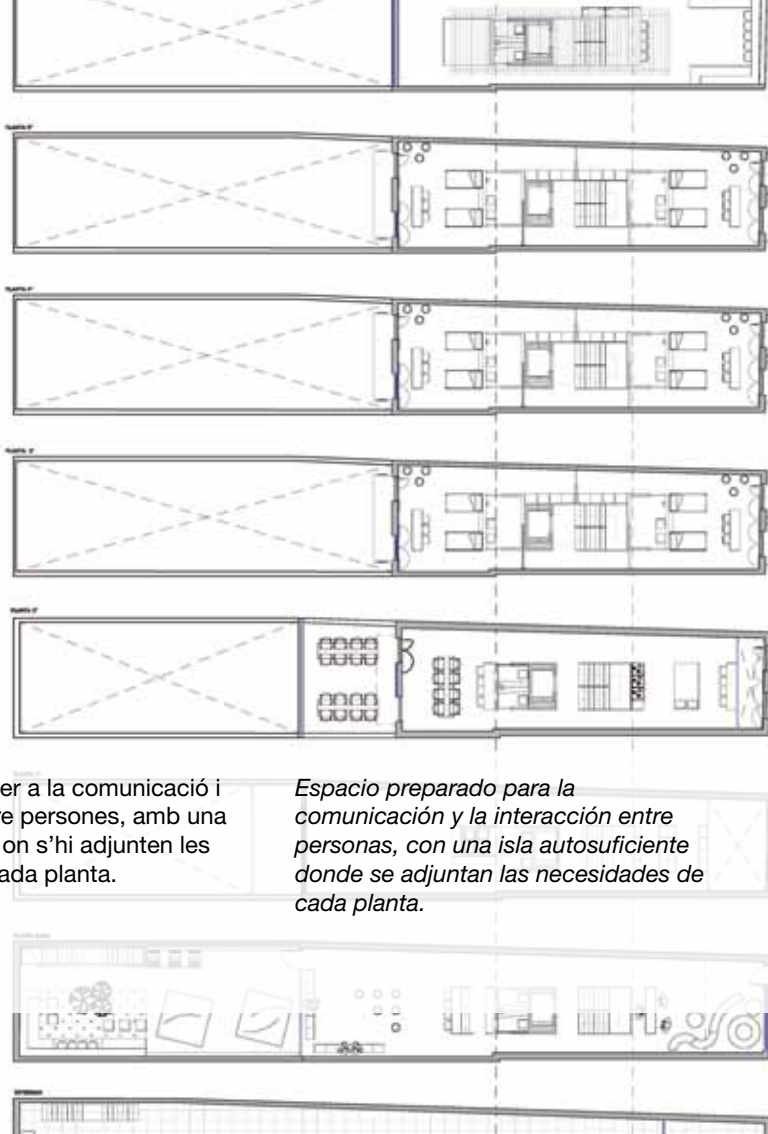 er a la comunicació i
re persones, amb una
on s’hi adjunten les
ada planta.
Espacio preparado para la
comunicación y la interacción entre
personas, con una isla autosuficiente
donde se adjuntan las necesidades de
cada planta.